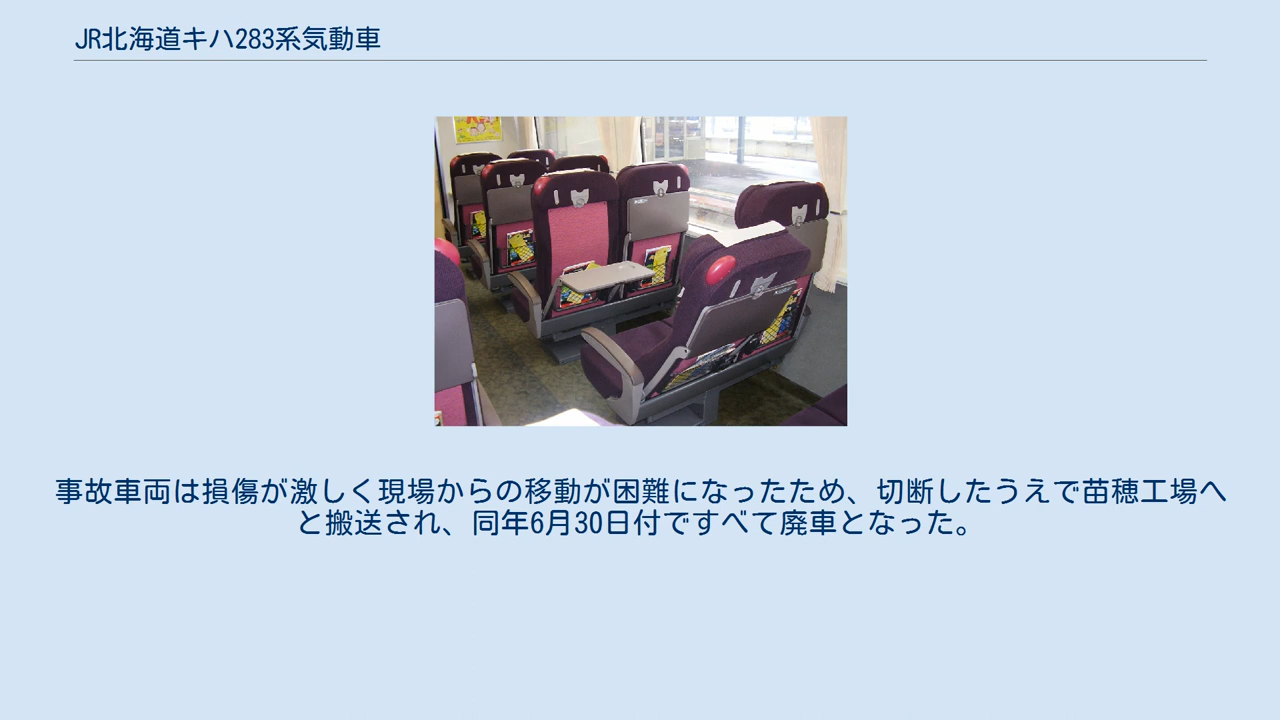 JR北海道キハ283系気動車
事故車両は損傷が激しく現場からの移動が困難になったため、切断したうえで苗穂工場へ
と搬送され、同年6月30日付ですべて廃車となった。